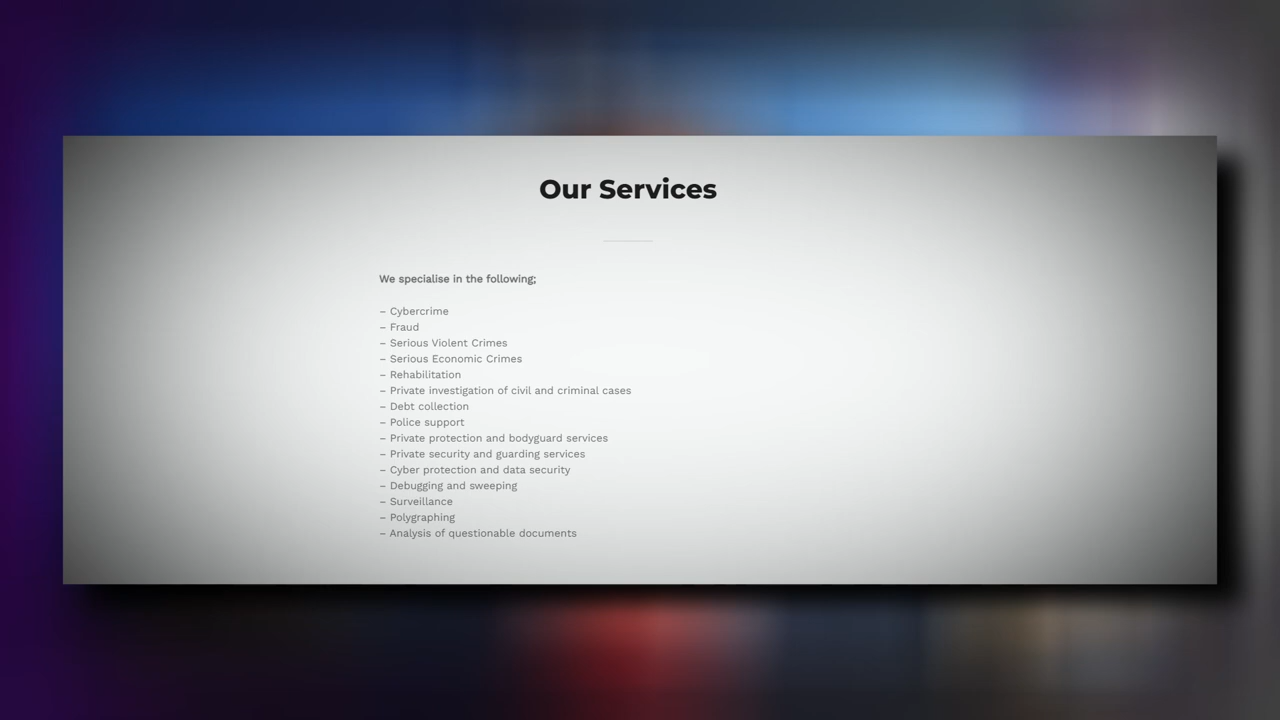 Our Services
We specialise in the following;
– Cybercrime
– Fraud
– Serious Violent Crimes
– Serious Economic Crimes
– Rehabilitation
– Private investigation of civil and criminal cases
– Debt collection
– Police support
– Private protection and bodyguard services
– Private security and guarding services
– Cyber protection and data security
– Debugging and sweeping
– Surveillance
– Polygraphing
– Analysis of questionable documents